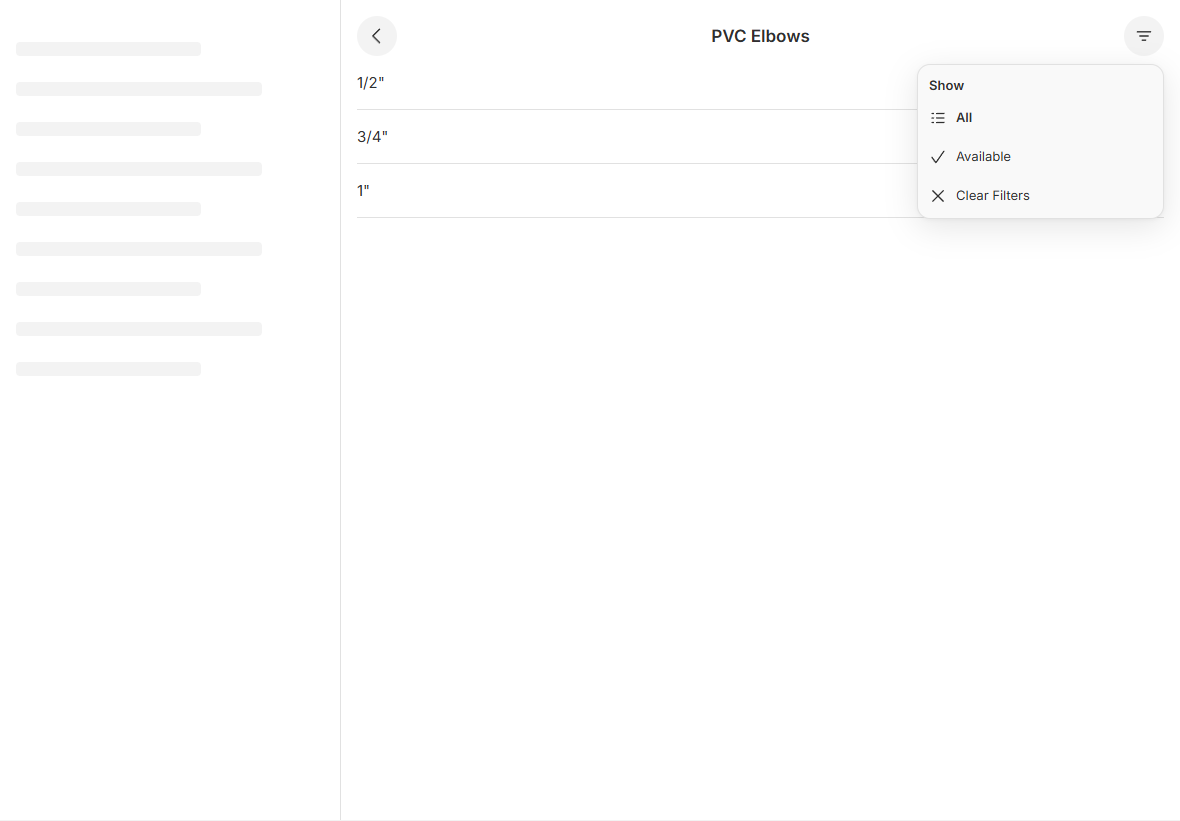 PVC Elbows
1/2"
3/4"
1"
Show
All
Available
Clear Filters